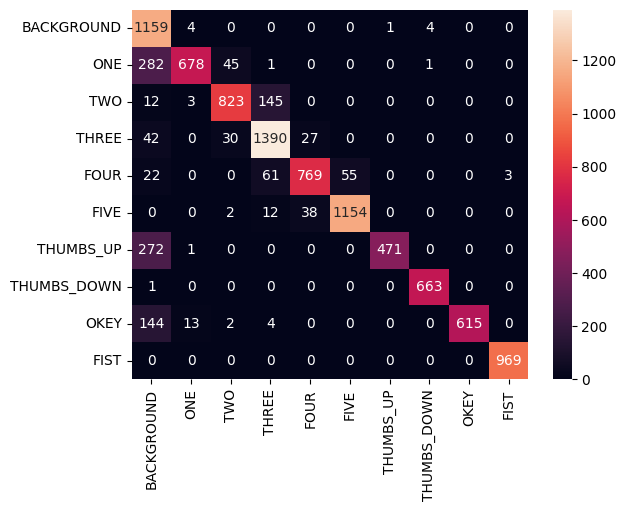 BACKGROUND 1159 4 0 0 0 0 1 4 0 0
ONE 282 678 45 1 0 0 0 1 0 0
TWO 12 3 823 145 0 0 0 0 0 0
THREE 42 0 30 1390 27 0 0 0 0 0
FOUR 22 0 0 61 769 55 0 0 0 3
FIVE 0 0 2 12 38 1154 0 0 0 0
THUMBS_UP 272 1 0 0 0 0 471 0 0 0
THUMBS_DOWN 1 0 0 0 0 0 0 663 0 0
OKEY 144 13 2 4 0 0 0 0 615 0
FIST 0 0 0 0 0 0 0 0 0 969
BACKGROUND
ONE
TWO
THREE
FOUR
FIVE
THUMBS_UP
THUMBS_DOWN
OKEY
FIST
1200
1000
800
600
400
200
0